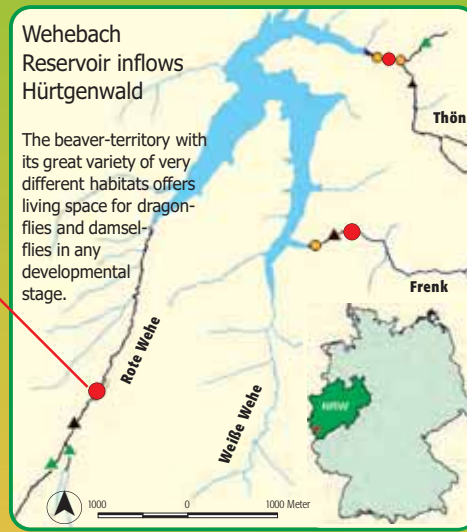 Wehebach
Reservoir inflows
Hürtgenwald
The beaver-territory with
its great variety of very
different habitats offers
living space for dragon-
flies and damsel-
flies in any
developmental
stage.
Thön
Frenk
Rote Wehe
Weiße Wehe
NRW
1000 0 1000 Meter